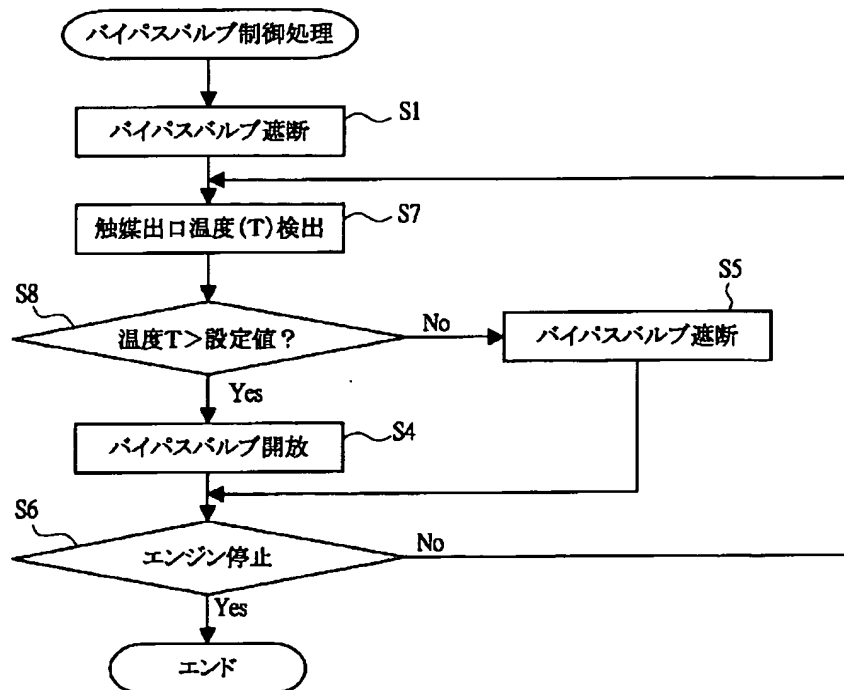 バイパスバルブ制御処理
バイパスバルブ遮断
S1
触媒出口温度(T)検出
S7
S8
温度T>設定値?
No
S5
バイパスバルブ遮断
Yes
バイパスバルブ開放
S4
S6
エンジン停止
No
Yes
エンド